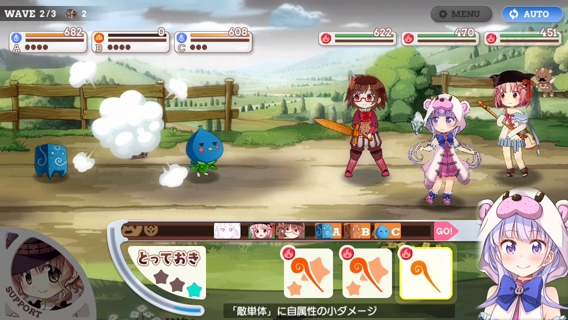 WAVE 2/3 2
MENU
AUTO
682
0
608
622
470
451
A
B
C
A B C GO!
とっておき
SUPPORT
「敵単体」に自属性の小ダメージ